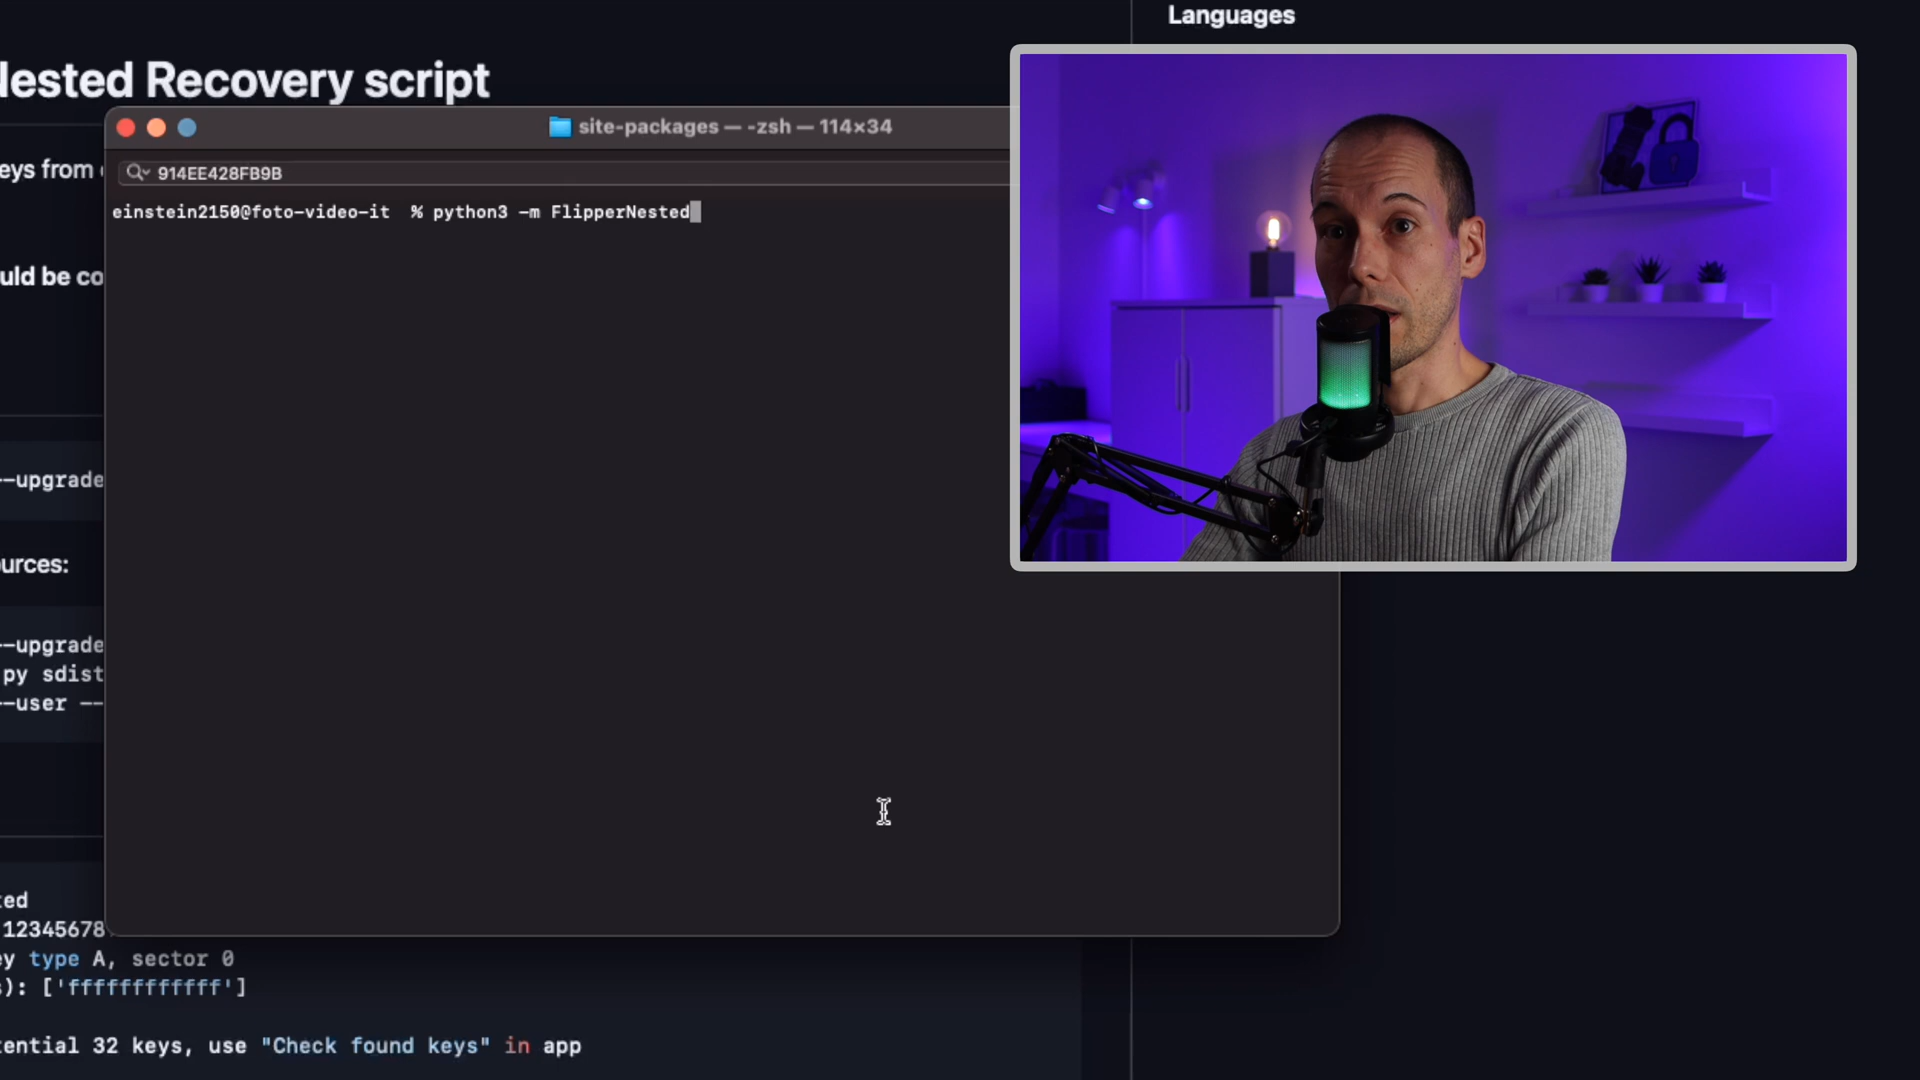 Languages
Nested Recovery script
site-packages — -zsh — 114×34
eys from
914EE428FB9B
einstein2150@foto-video-it % python3 -m FlipperNested
uld be co
--upgrade
urces:
--upgrade
py sdist
--user --
ted
12345678
ey type A, sector 0
s): ['ffffffffffff']
tential 32 keys, use "Check found keys" in app